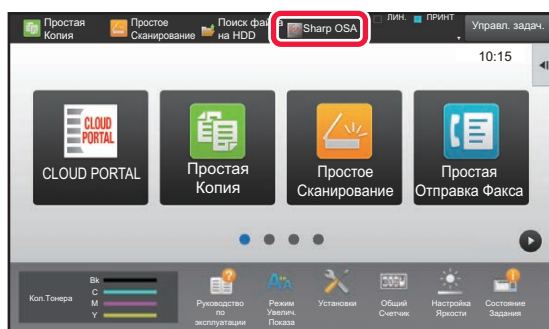 Простая
Копия
Простое
Сканирование
Поиск файла
на HDD
Sharp OSA
ЛИН.
ПРИНТ
Управл. задач.
10:15
CLOUD
PORTAL
CLOUD PORTAL
Простая
Копия
Простое
Сканирование
Простая
Отправка Факса
Кол.Тонера
Bk
C
M
Y
Руководство
по
эксплуатации
Режим
Увелич.
Показа
Установки
Общий
Счетчик
Настройка
Яркости
Состояние
Задания